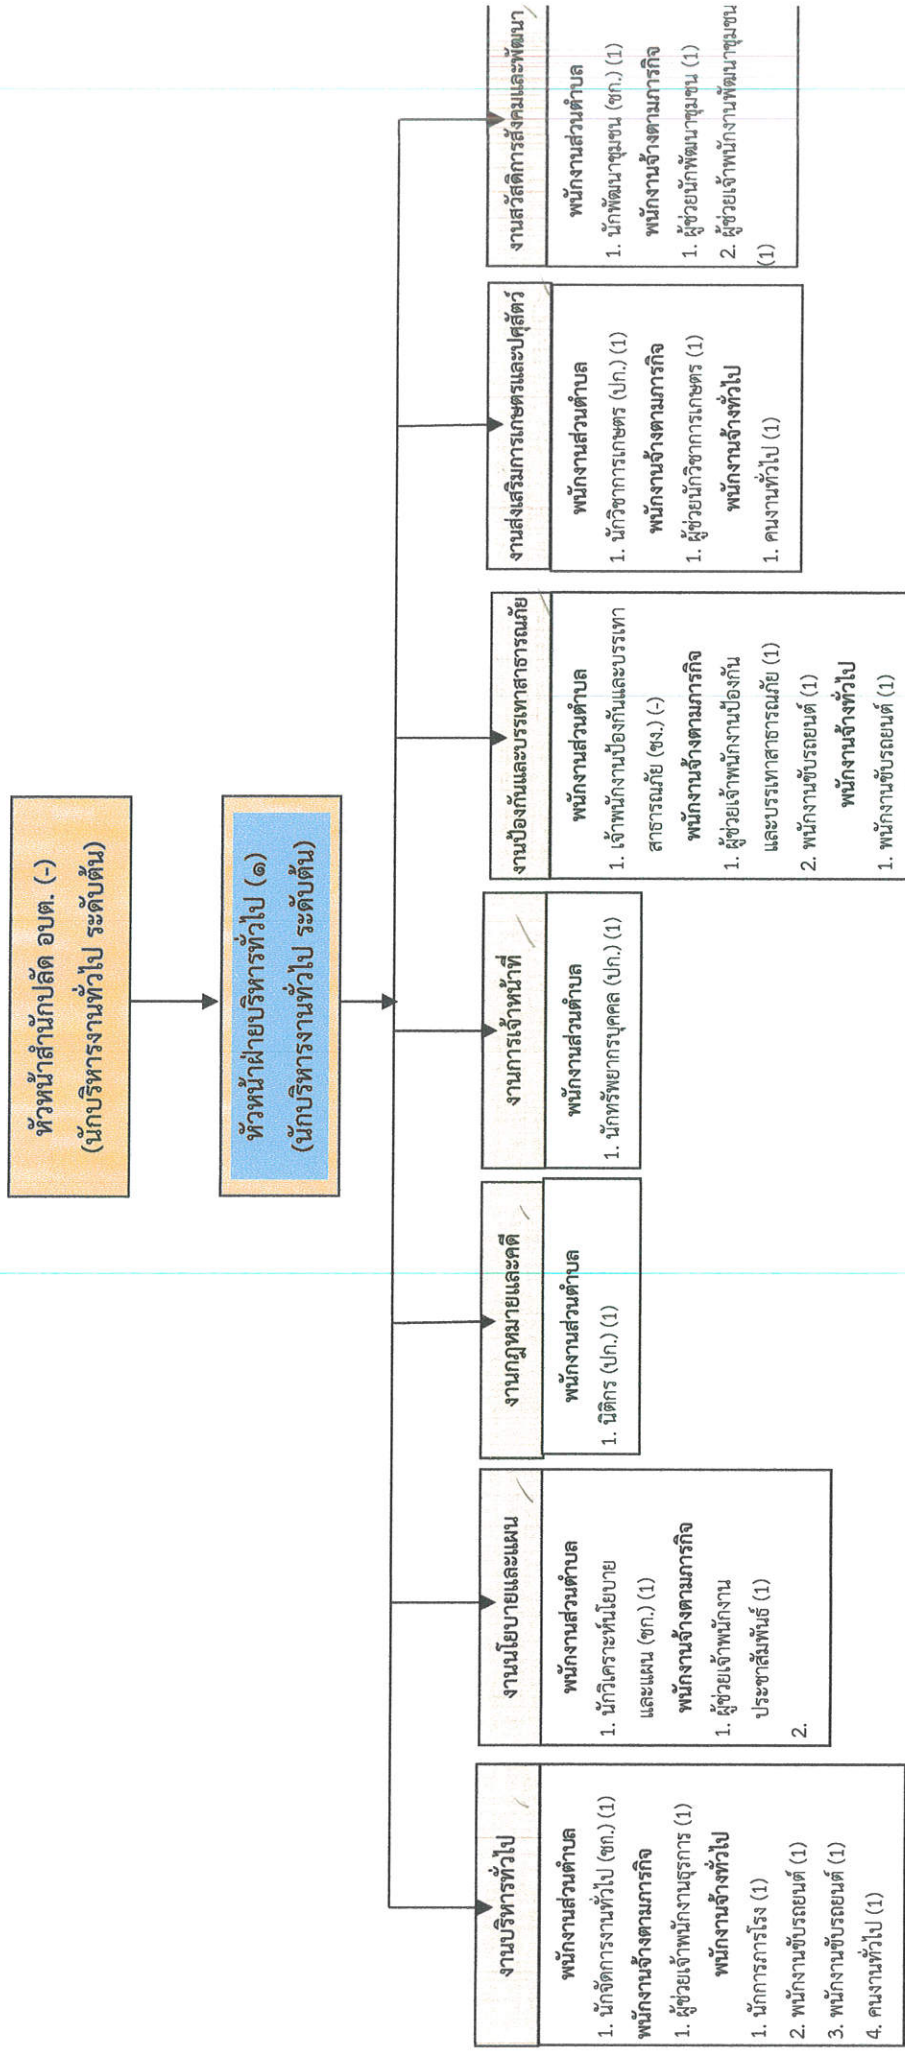 หัวหน้าสำนักปลัด อบต. (-)
(นักบริหารงานทั่วไป ระดับต้น)
หัวหน้าฝ่ายบริหารทั่วไป (๑)
(นักบริหารงานทั่วไป ระดับต้น)
งานบริหารทั่วไป
พนักงานส่วนตำบล
1. นักจัดการงานทั่วไป (ชก.) (1)
พนักงานจ้างตามภารกิจ
1. ผู้ช่วยเจ้าพนักงานธุรการ (1)
พนักงานจ้างทั่วไป
1. นักการภารโรง (1)
2. พนักงานขับรถยนต์ (1)
3. พนักงานขับรถยนต์ (1)
4. คนงานทั่วไป (1)
งานนโยบายและแผน
พนักงานส่วนตำบล
1. นักวิเคราะห์นโยบาย
และแผน (ชก.) (1)
พนักงานจ้างตามภารกิจ
1. ผู้ช่วยเจ้าพนักงาน
ประชาสัมพันธ์ (1)
2.
งานกฎหมายและคดี
พนักงานส่วนตำบล
1. นิติกร (ปก.) (1)
งานการเจ้าหน้าที่
พนักงานส่วนตำบล
1. นักทรัพยากรบุคคล (ปก.) (1)
งานป้องกันและบรรเทาสาธารณภัย
พนักงานส่วนตำบล
1. เจ้าพนักงานป้องกันและบรรเทา
สาธารณภัย (ชง.) (-)
พนักงานจ้างตามภารกิจ
1. ผู้ช่วยเจ้าพนักงานป้องกัน
และบรรเทาสาธารณภัย (1)
2. พนักงานขับรถยนต์ (1)
พนักงานจ้างทั่วไป
1. พนักงานขับรถยนต์ (1)
งานส่งเสริมการเกษตรและปศุสัตว์
พนักงานส่วนตำบล
1. นักวิชาการเกษตร (ปก.) (1)
พนักงานจ้างตามภารกิจ
1. ผู้ช่วยนักวิชาการเกษตร (1)
พนักงานจ้างทั่วไป
1. คนงานทั่วไป (1)
งานสวัสดิการสังคมและพัฒนา
พนักงานส่วนตำบล
1. นักพัฒนาชุมชน (ชก.) (1)
พนักงานจ้างตามภารกิจ
1. ผู้ช่วยนักพัฒนาชุมชน (1)
2. ผู้ช่วยเจ้าพนักงานพัฒนาชุมชน
(1)